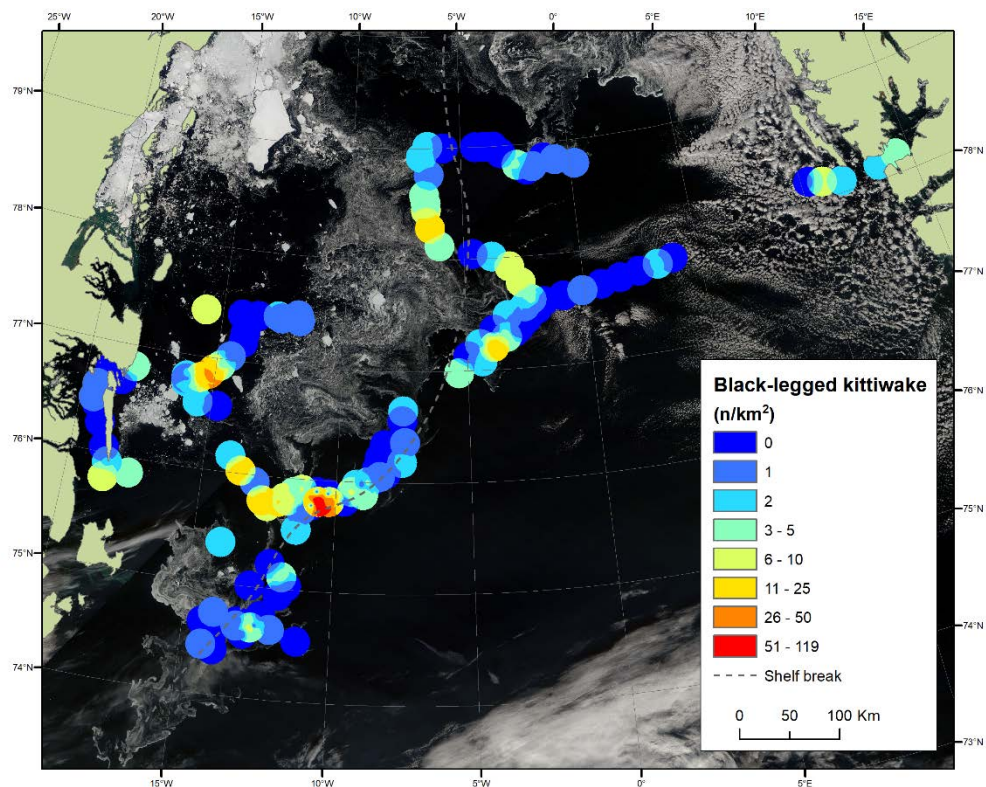 25°W 20°W 15°W 10°W 5°W 0° 5°E 10°E 15°E
79°N
78°N
78°N
77°N
77°N
76°N
76°N
75°N
75°N
74°N
74°N
73°N
Black-legged kittiwake
(n/km²)
0
1
2
3 - 5
6 - 10
11 - 25
26 - 50
51 - 119
Shelf break
0 50 100 Km
15°W 10°W 5°W 0° 5°E